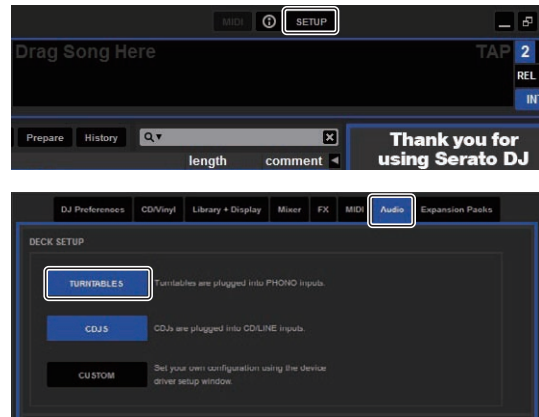 MIDI SETUP
Drag Song Here TAP 2
REL
INT
Prepare History
length comment
Thank you for
using Serato DJ
DJ Preferences CD/Vinyl Library + Display Mixer FX MIDI Audio Expansion Packs
DECK SETUP
TURNTABLES Turntables are plugged into PHONO inputs.
CDJS CDJs are plugged into CD/LINE inputs.
CUSTOM Set your own configuration using the device
driver setup window.